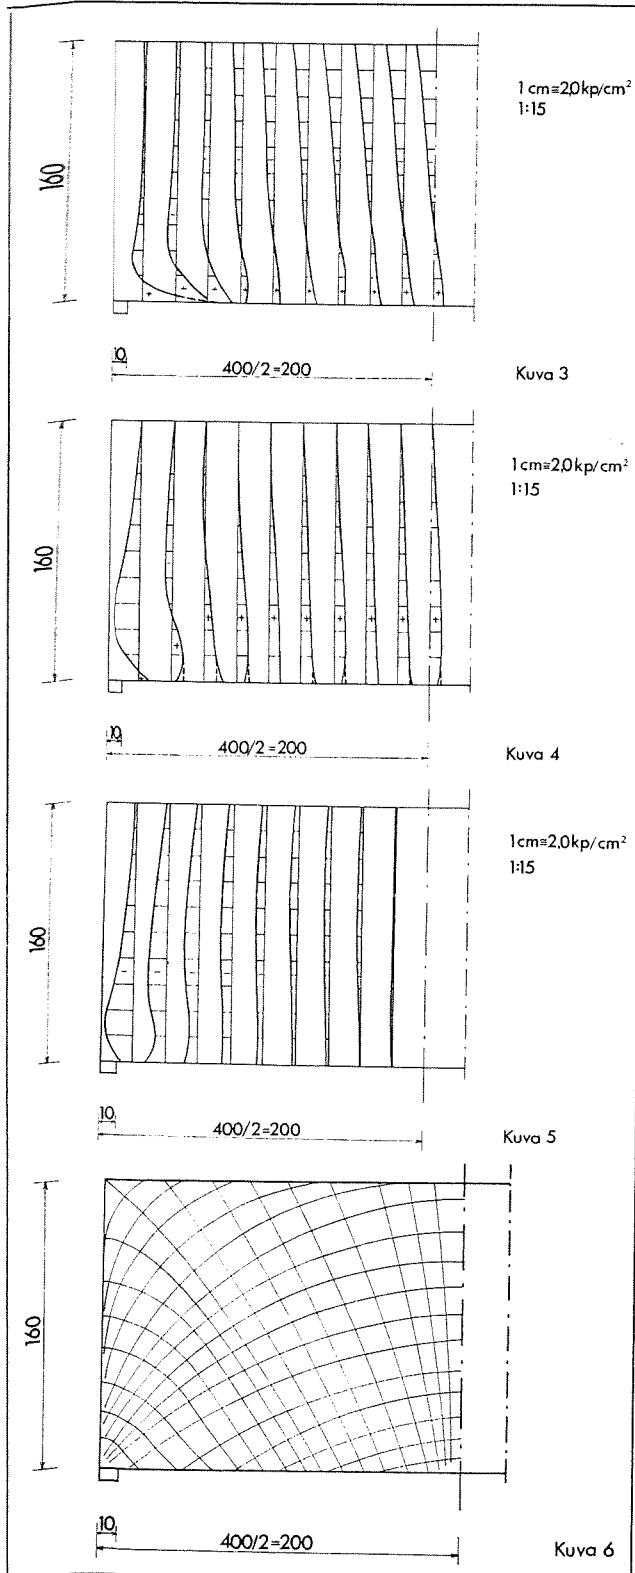 1 cm≅2,0 kp/cm²
1:15
160
+ + + + + + + + + +
10
400/2=200
Kuva 3
1 cm≅2,0 kp/cm²
1:15
160
+ + + + + + + + +
10
400/2=200
Kuva 4
1 cm≅2,0 kp/cm²
1:15
160
10
400/2=200
Kuva 5
160
10
400/2=200
Kuva 6